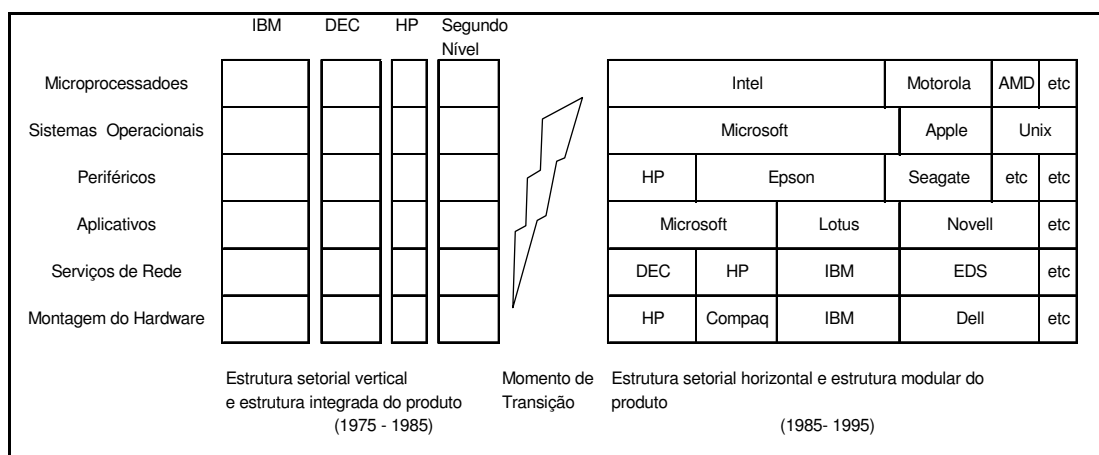 IBM DEC HP Segundo
Nível
Microprocessadoes Intel Motorola AMD etc
Sistemas Operacionais Microsoft Apple Unix
Periféricos HP Epson Seagate etc etc
Aplicativos Microsoft Lotus Novell etc
Serviços de Rede DEC HP IBM EDS etc
Montagem do Hardware HP Compaq IBM Dell etc
Estrutura setorial vertical
e estrutura integrada do produto
(1975 - 1985)
Momento de
Transição
Estrutura setorial horizontal e estrutura modular do
produto
(1985- 1995)